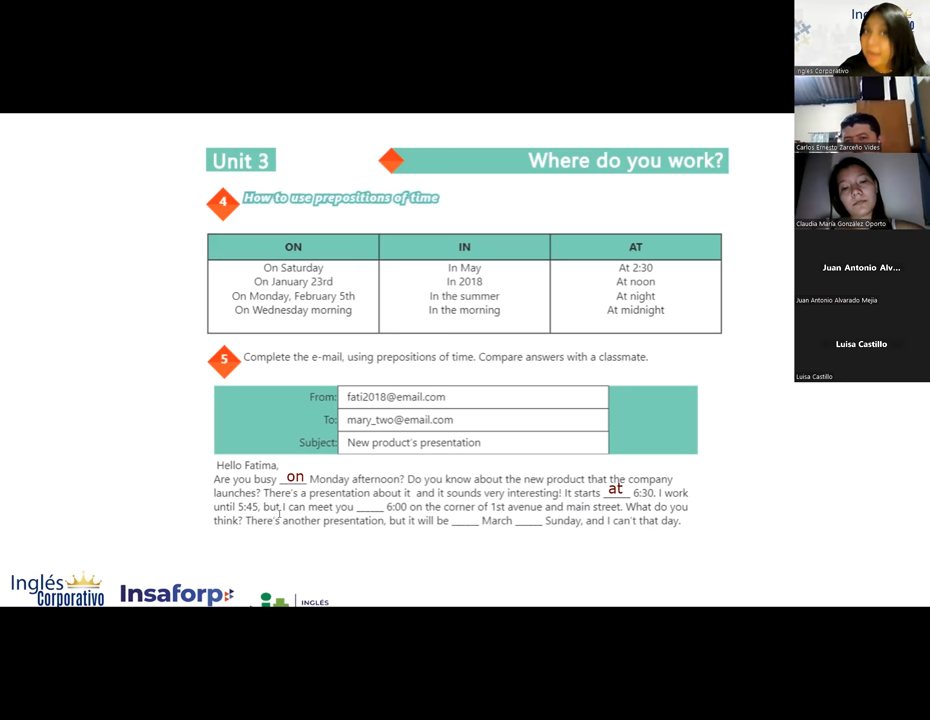 Unit 3
Where do you work?
4
How to use prepositions of time
ON IN AT
On Saturday In May At 2:30
On January 23rd In 2018 At noon
On Monday, February 5th In the summer At night
On Wednesday morning In the morning At midnight
5
Complete the e-mail, using prepositions of time. Compare answers with a classmate.
From: fati2018@email.com
To: mary_two@email.com
Subject: New product's presentation
Hello Fatima,
Are you busy on Monday afternoon? Do you know about the new product that the company
launches? There's a presentation about it and it sounds very interesting! It starts at 6:30. I work
until 5:45, but I can meet you _____ 6:00 on the corner of 1st avenue and main street. What do you
think? There's another presentation, but it will be _____ March _____ Sunday, and I can't that day.
Inglés
Corporativo
Insaforp
INGLÉS
Inglés Corporativo
Carlos Ernesto Zarceño Vides
Claudia María González Oporto
Juan Antonio Alv...
Juan Antonio Alvarado Mejia
Luisa Castillo
Luisa Castillo